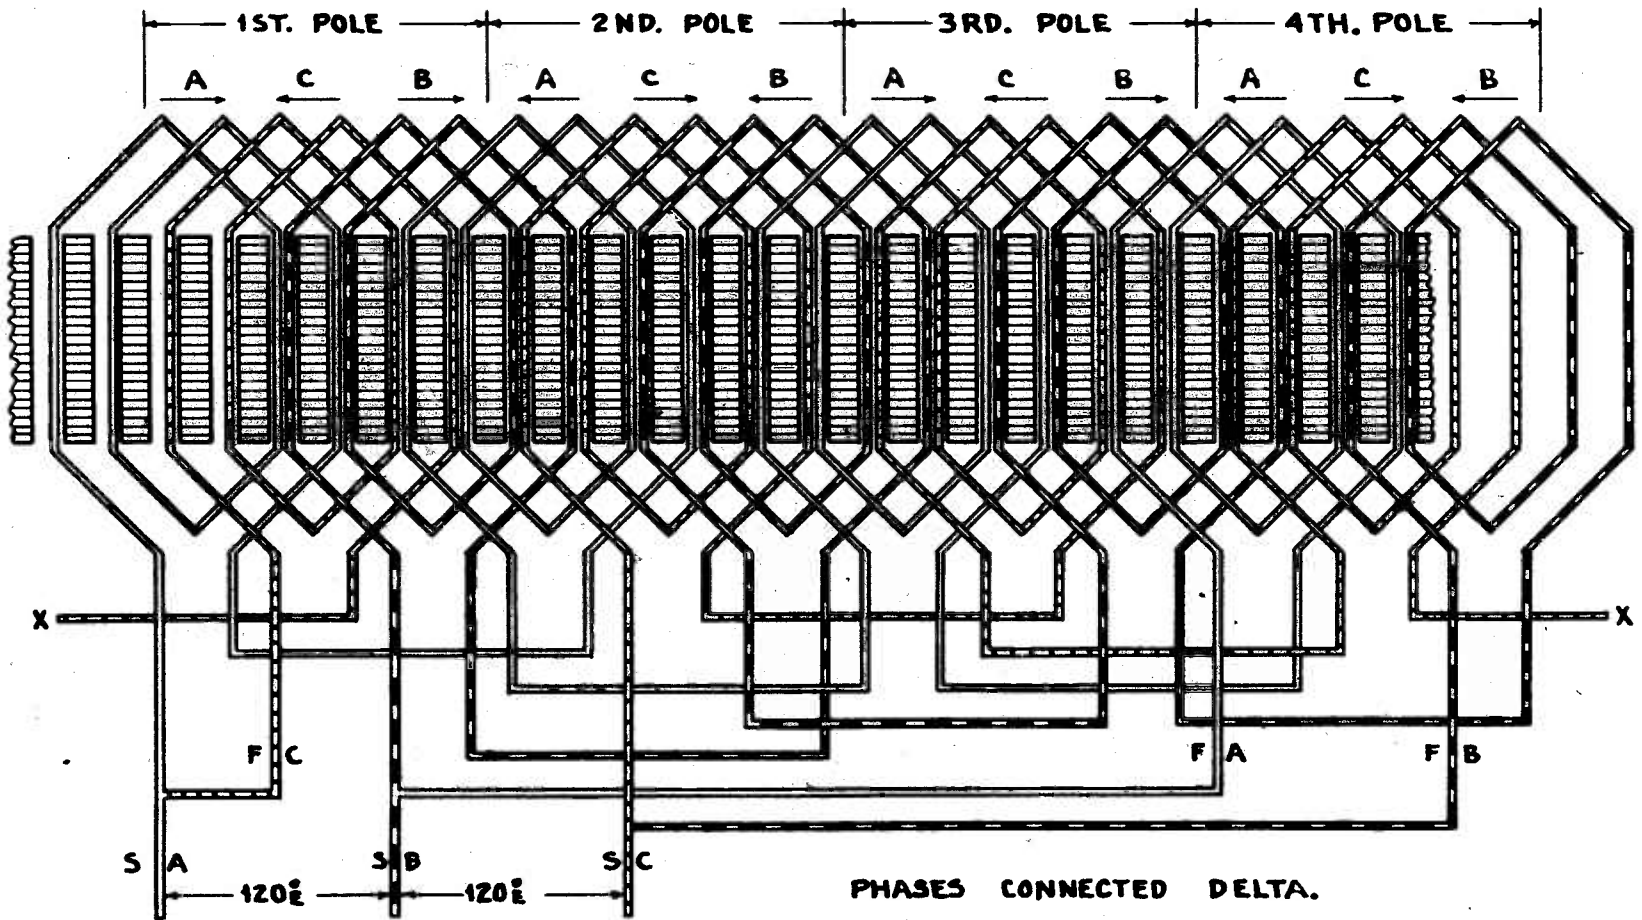 1ST. POLE 2ND. POLE 3RD. POLE 4TH. POLE
A C B A C B A C B A C B
X X
F C F A F B
S A S B S C
120°E 120°E
PHASES CONNECTED DELTA.